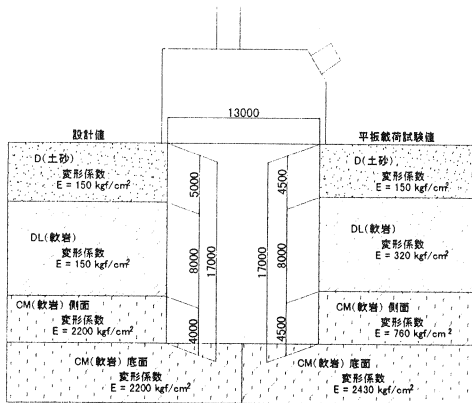 13000
設計値
平板載荷試験値
D(土砂)
変形係数
E = 150 kgf/cm²
5000
4500
D(土砂)
変形係数
E = 150 kgf/cm²
DL(軟岩)
変形係数
E = 150 kgf/cm²
8000
17000
17000
8000
DL(軟岩)
変形係数
E = 320 kgf/cm²
CM(軟岩) 側面
変形係数
E = 2200 kgf/cm²
4000
4500
CM(軟岩) 側面
変形係数
E = 760 kgf/cm²
CM(軟岩) 底面
変形係数
E = 2200 kgf/cm²
CM(軟岩) 底面
変形係数
E = 2430 kgf/cm²